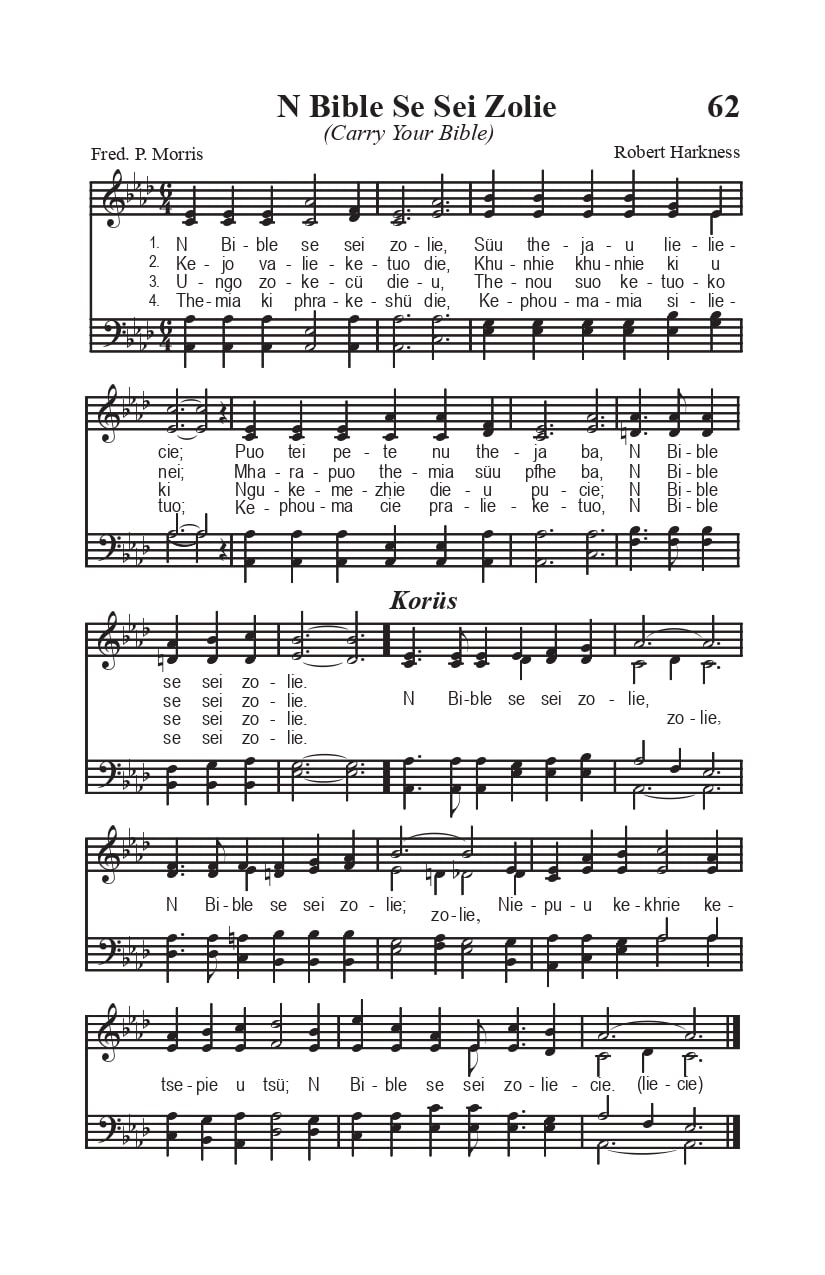 N Bible Se Sei Zolie 62
(Carry Your Bible)
Fred. P. Morris Robert Harkness
6 4
1. N Bi - ble se sei zo - lie, Süu the - ja - u lie - lie -
2. Ke - jo va - lie - ke - tuo die, Khu - nhie khu - nhie ki u
3. U - ngo zo - ke - cü die - u, The - nou suo ke - tuo - ko
4. The - mia ki phra - ke - shü die, Ke - phou - ma - mia si - lie -
6 4
cie; Puo tei pe - te nu the - ja ba, N Bi - ble
nei; Mha - ra - puo the - mia süu pfhe ba, N Bi - ble
ki Ngu - ke - me - zhie die - u pu - cie; N Bi - ble
tuo; Ke - phou - ma cie pra - lie - ke - tuo, N Bi - ble
Korüs
se sei zo - lie.
se sei zo - lie. N Bi - ble se sei zo - lie,
se sei zo - lie. zo - lie,
se sei zo - lie.
N Bi - ble se sei zo - lie; Nie - pu - u ke - khrie ke -
zo - lie,
tse - pie u tsü; N Bi - ble se sei zo - lie - cie. (lie - cie)